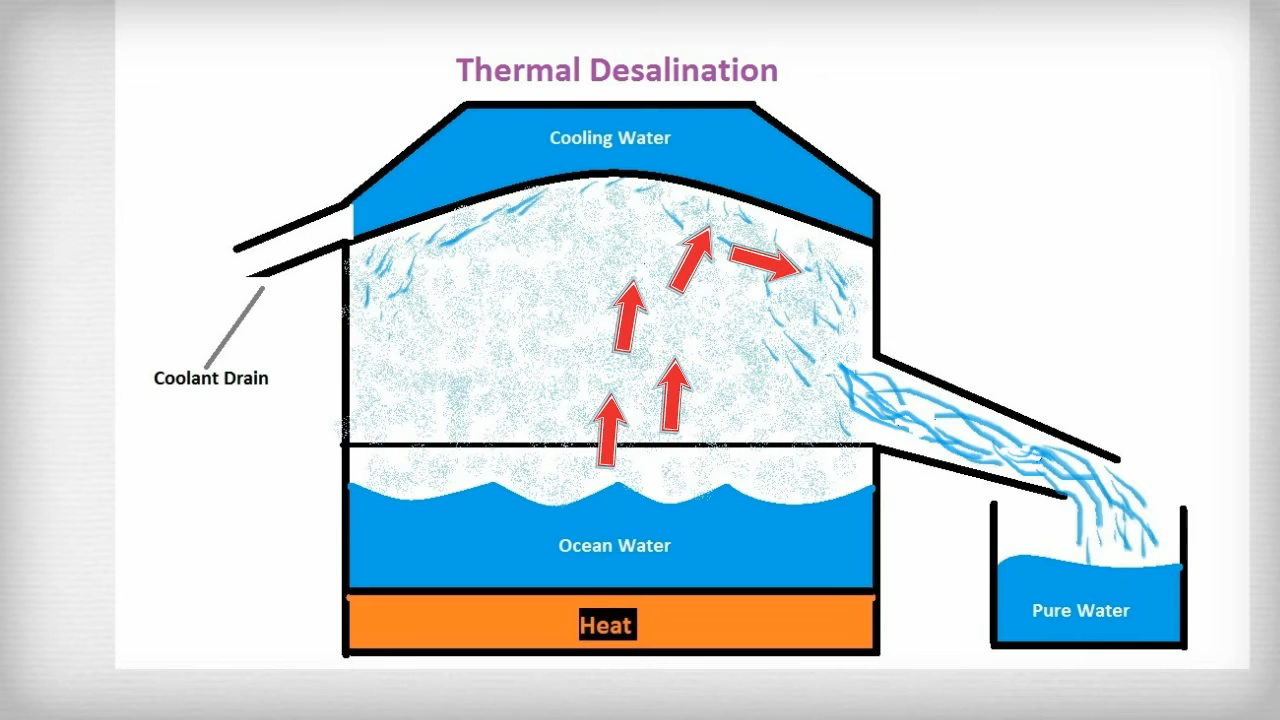 Thermal Desalination
Cooling Water
Coolant Drain
Ocean Water
Heat
Pure Water